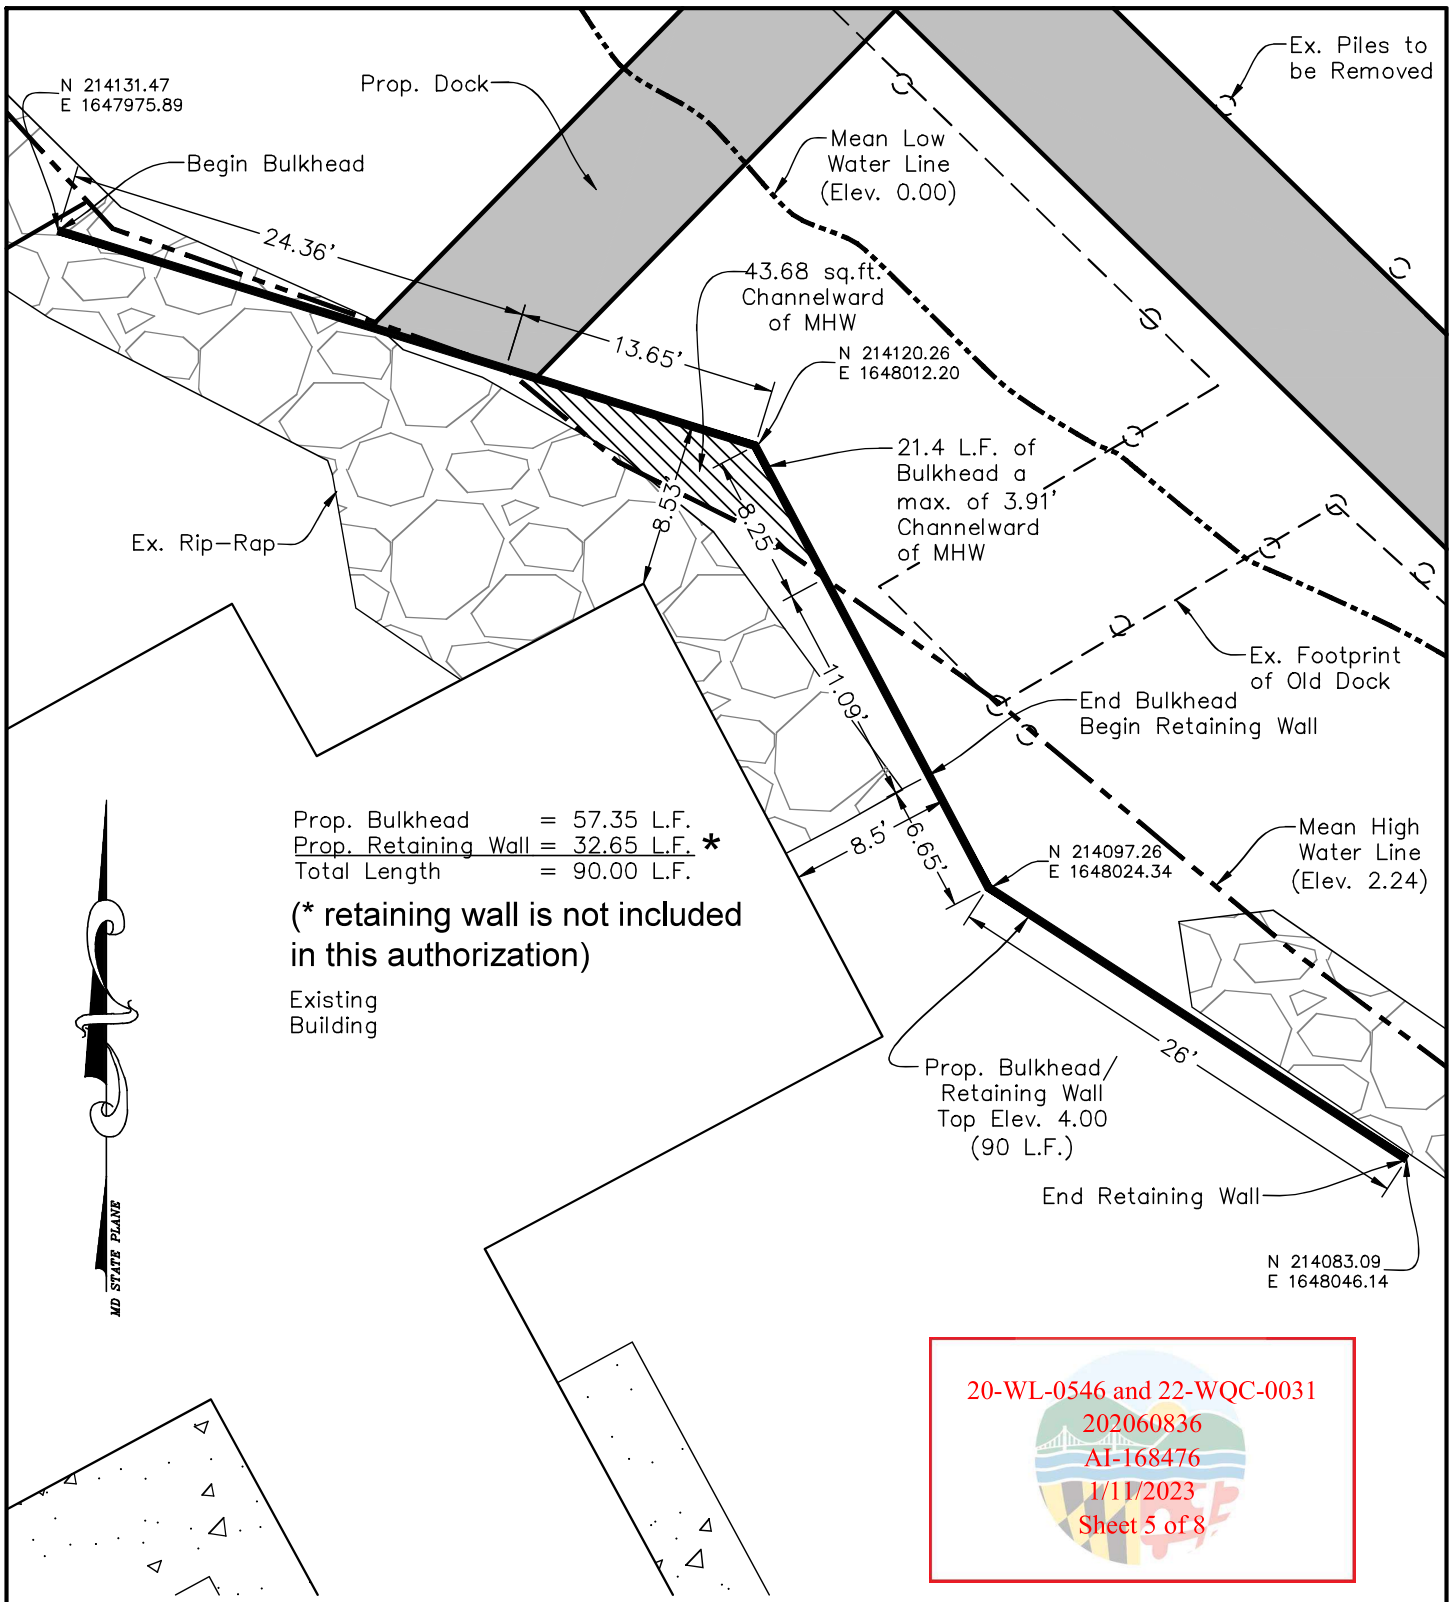 N 214131.47
E 1647975.89
Prop. Dock
Ex. Piles to
be Removed
Begin Bulkhead
Mean Low
Water Line
(Elev. 0.00)
24.36'
43.68 sq.ft.
Channelward
of MHW
13.65'
N 214120.26
E 1648012.20
21.4 L.F. of
Bulkhead a
max. of 3.91'
Channelward
of MHW
8.53'
8.25'
Ex. Rip-Rap
Ex. Footprint
of Old Dock
11.09'
End Bulkhead
Begin Retaining Wall
Prop. Bulkhead = 57.35 L.F.
Prop. Retaining Wall = 32.65 L.F. *
Total Length = 90.00 L.F.
(* retaining wall is not included
in this authorization)
Existing
Building
8.5'
6.65'
N 214097.26
E 1648024.34
Mean High
Water Line
(Elev. 2.24)
26'
Prop. Bulkhead/
Retaining Wall
Top Elev. 4.00
(90 L.F.)
End Retaining Wall
N 214083.09
E 1648046.14
MD STATE PLANE
20-WL-0546 and 22-WQC-0031
202060836
AI-168476
1/11/2023
Sheet 5 of 8